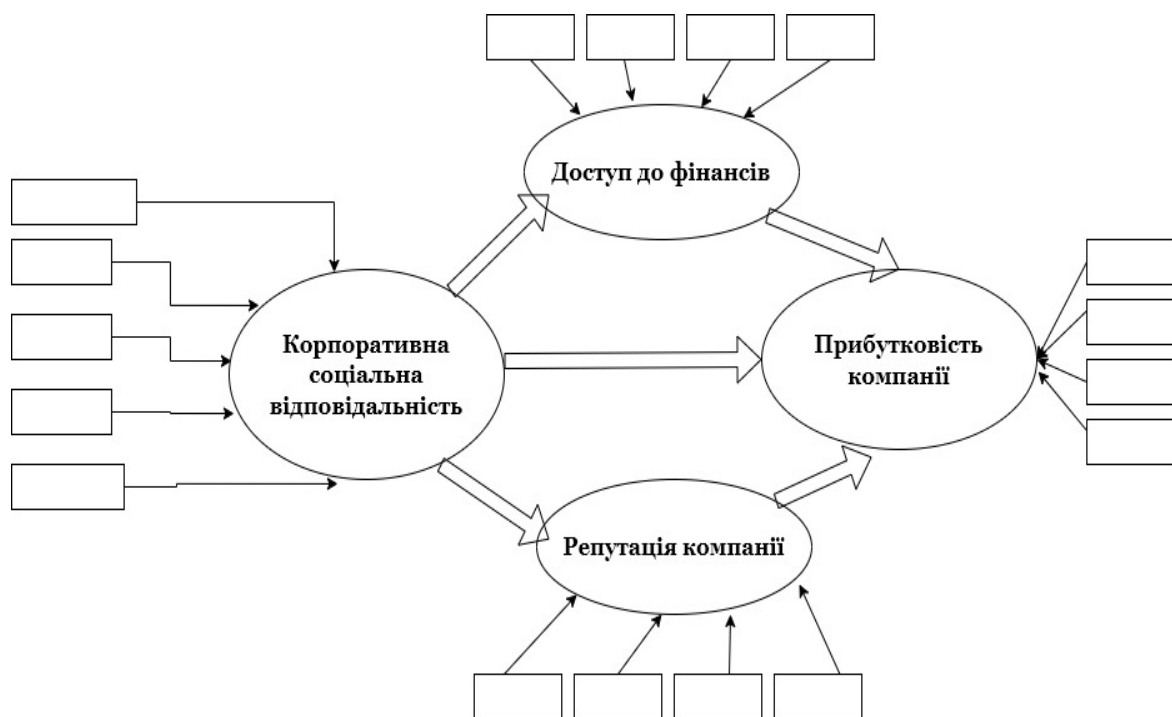 Доступ до фінансів
Корпоративна
соціальна
відповідальність
Прибутковість
компанії
Репутація компанії